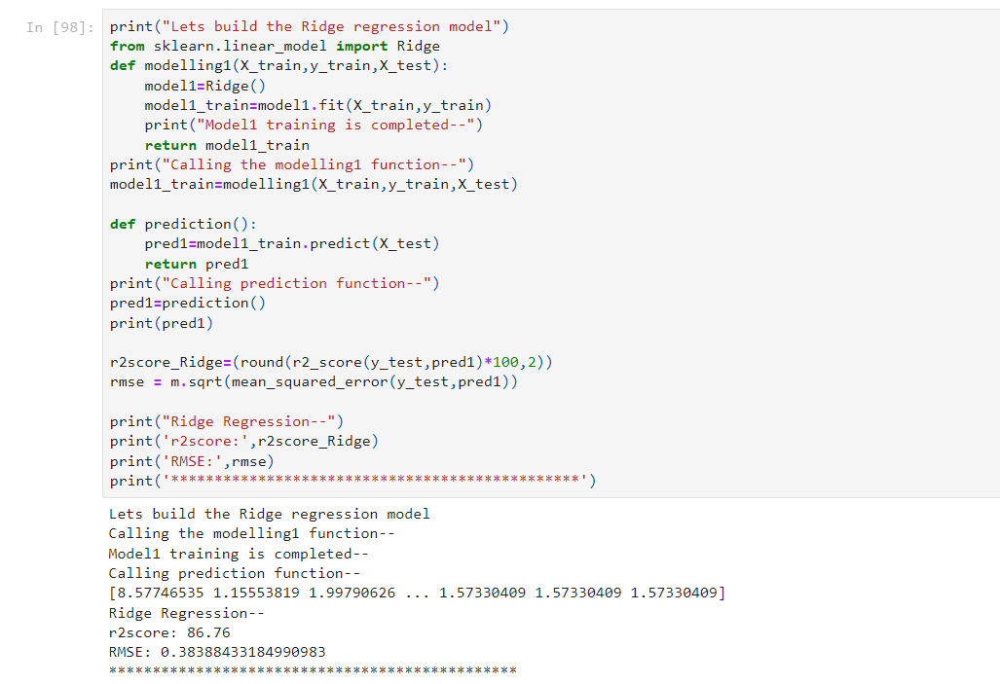 In [98]:
print("Lets build the Ridge regression model")
from sklearn.linear_model import Ridge
def modelling1(X_train,y_train,X_test):
    model1=Ridge()
    model1_train=model1.fit(X_train,y_train)
    print("Model1 training is completed--")
    return model1_train
print("Calling the modelling1 function--")
model1_train=modelling1(X_train,y_train,X_test)

def prediction():
    pred1=model1_train.predict(X_test)
    return pred1
print("Calling prediction function--")
pred1=prediction()
print(pred1)

r2score_Ridge=(round(r2_score(y_test,pred1)*100,2))
rmse = m.sqrt(mean_squared_error(y_test,pred1))

print("Ridge Regression--")
print('r2score:',r2score_Ridge)
print('RMSE:',rmse)
print('***********************************************')
Lets build the Ridge regression model
Calling the modelling1 function--
Model1 training is completed--
Calling prediction function--
[8.57746535 1.15553819 1.99790626 ... 1.57330409 1.57330409 1.57330409]
Ridge Regression--
r2score: 86.76
RMSE: 0.38388433184990983
***********************************************